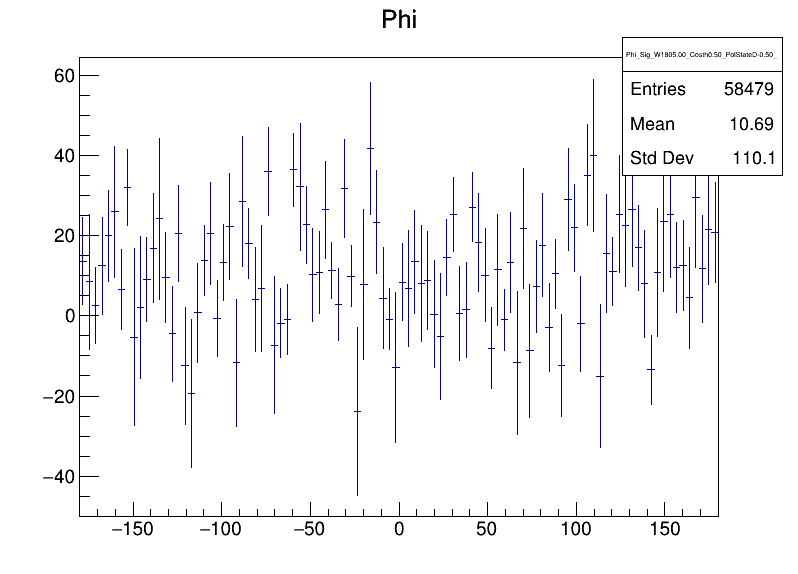 Phi
Phi_Sig_W1605.00_Costh0.50_PolStateD-0.50_
Entries 58479
Mean 10.69
Std Dev 110.1
60
40
20
0
−20
−40
−150 −100 −50 0 50 100 150